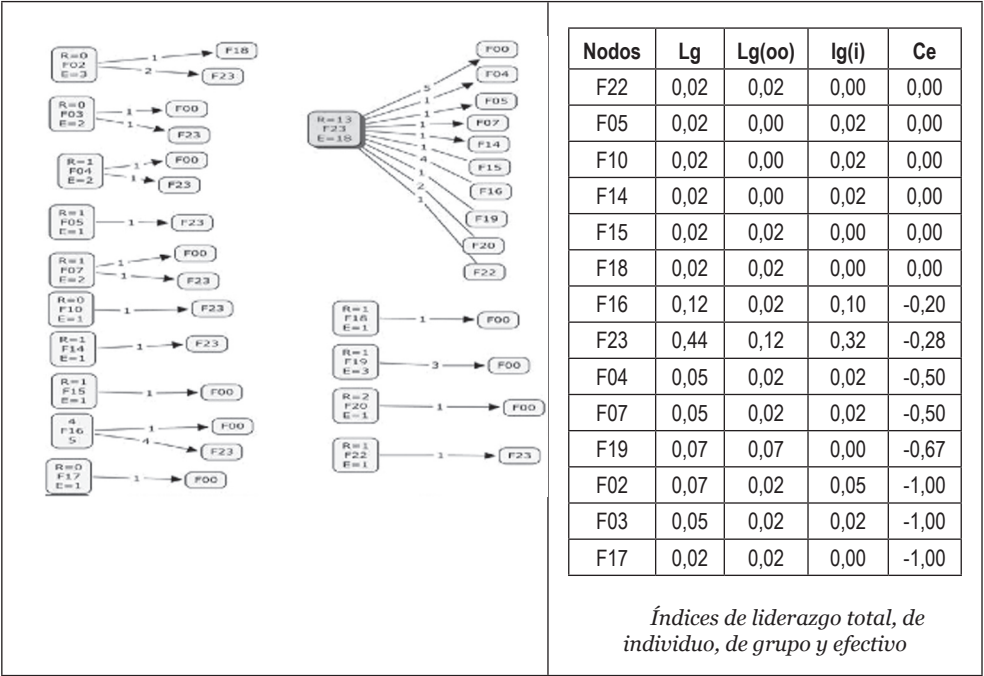 R=0
F02
E=3
1
F18
2
F23
R=0
F03
E=2
1
F00
1
F23
R=1
F04
E=2
1
F00
1
F23
R=1
F05
E=1
1
F23
R=1
F07
E=2
1
F00
1
F23
R=0
F10
E=1
1
F23
R=1
F14
E=1
1
F23
R=1
F15
E=1
1
F00
4
F16
5
1
F00
4
F23
R=0
F17
E=1
1
F00
R=13
F23
E=18
5
1
1
1
1
1
4
1
2
1
F00
F04
F05
F07
F14
F15
F16
F19
F20
F22
R=1
F18
E=1
1
F00
R=1
F19
E=3
3
F00
R=2
F20
E=1
1
F00
R=1
F22
E=1
1
F23
Nodos Lg Lg(oo) Ig(i) Ce
F22 0,02 0,02 0,00 0,00
F05 0,02 0,00 0,02 0,00
F10 0,02 0,00 0,02 0,00
F14 0,02 0,00 0,02 0,00
F15 0,02 0,02 0,00 0,00
F18 0,02 0,02 0,00 0,00
F16 0,12 0,02 0,10 -0,20
F23 0,44 0,12 0,32 -0,28
F04 0,05 0,02 0,02 -0,50
F07 0,05 0,02 0,02 -0,50
F19 0,07 0,07 0,00 -0,67
F02 0,07 0,02 0,05 -1,00
F03 0,05 0,02 0,02 -1,00
F17 0,02 0,02 0,00 -1,00
Índices de liderazgo total, de
individuo, de grupo y efectivo